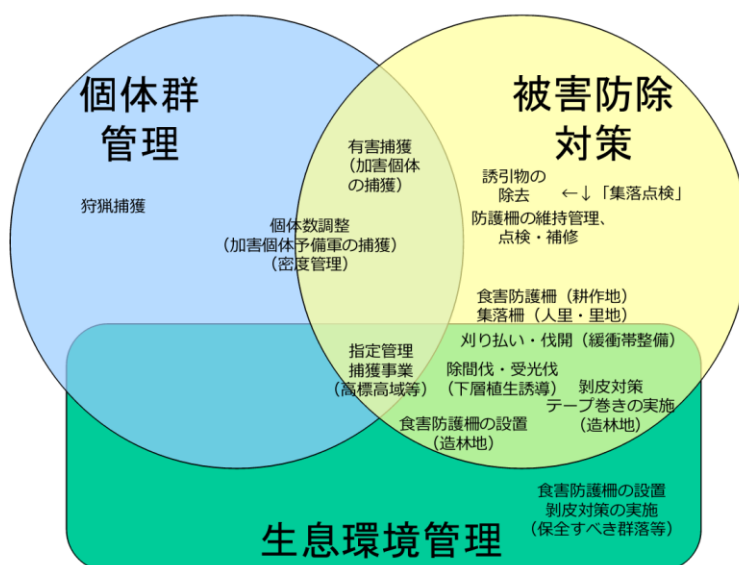 個体群
管理
被害防除
対策
有害捕獲
（加害個体
の捕獲）
狩猟捕獲
誘引物の
除去
←↓「集落点検」
防護柵の維持管理、
点検・補修
個体数調整
（加害個体予備軍の捕獲）
（密度管理）
食害防護柵（耕作地）
集落柵（人里・里地）
刈り払い・伐開（緩衝帯整備）
指定管理
捕獲事業
（高標高域等）
除間伐・受光伐
（下層植生誘導）
剥皮対策
テープ巻きの実施
（造林地）
食害防護柵の設置
（造林地）
食害防護柵の設置
剥皮対策の実施
（保全すべき群落等）
生息環境管理